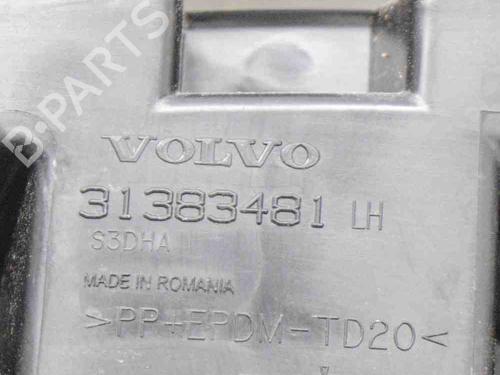 B-PARTS
VOLVO
31383481 LH
S3DHA
MADE IN ROMANIA
>PP+EPDM-TD20<